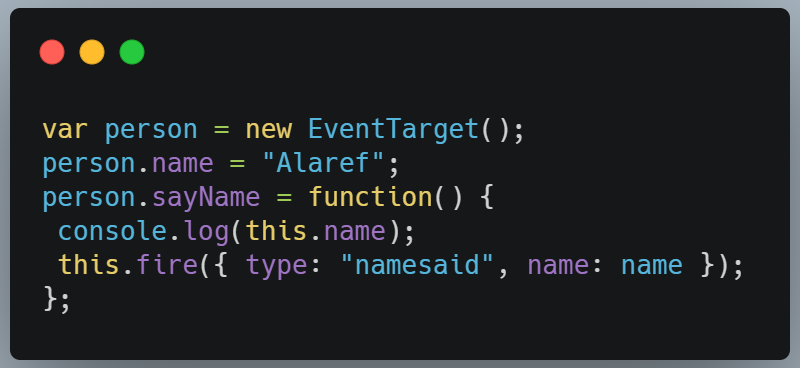 var person = new EventTarget();
person.name = "Alaref";
person.sayName = function() {
 console.log(this.name);
 this.fire({ type: "namesaid", name: name });
};